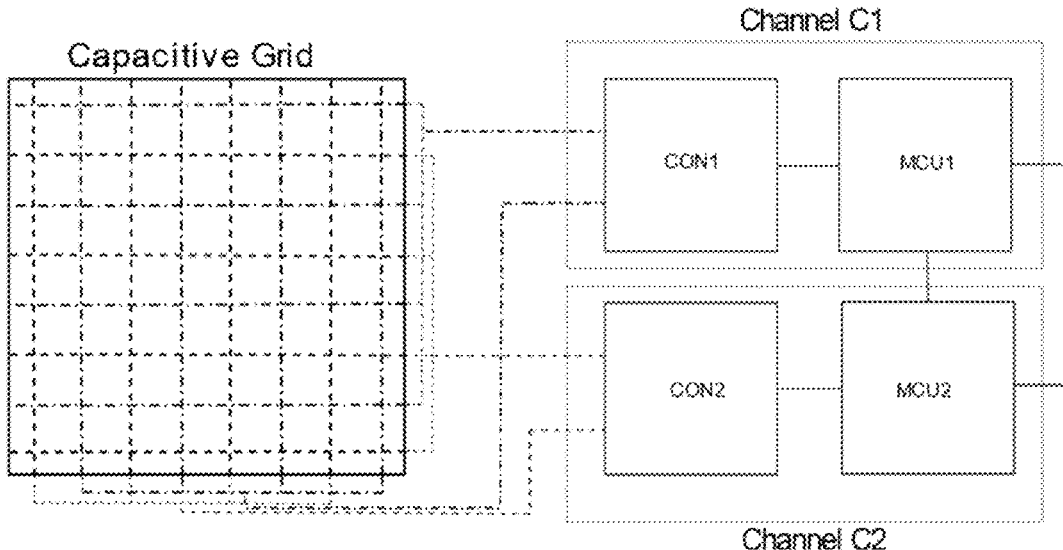 Channel C1
Capacitive Grid
CON1
MCU1
CON2
MCU2
Channel C2